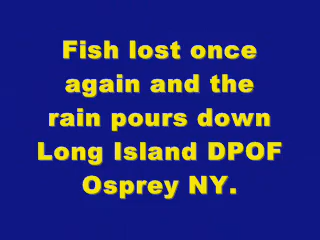 Fish lost once
again and the
rain pours down
Long Island DPOF
Osprey NY.